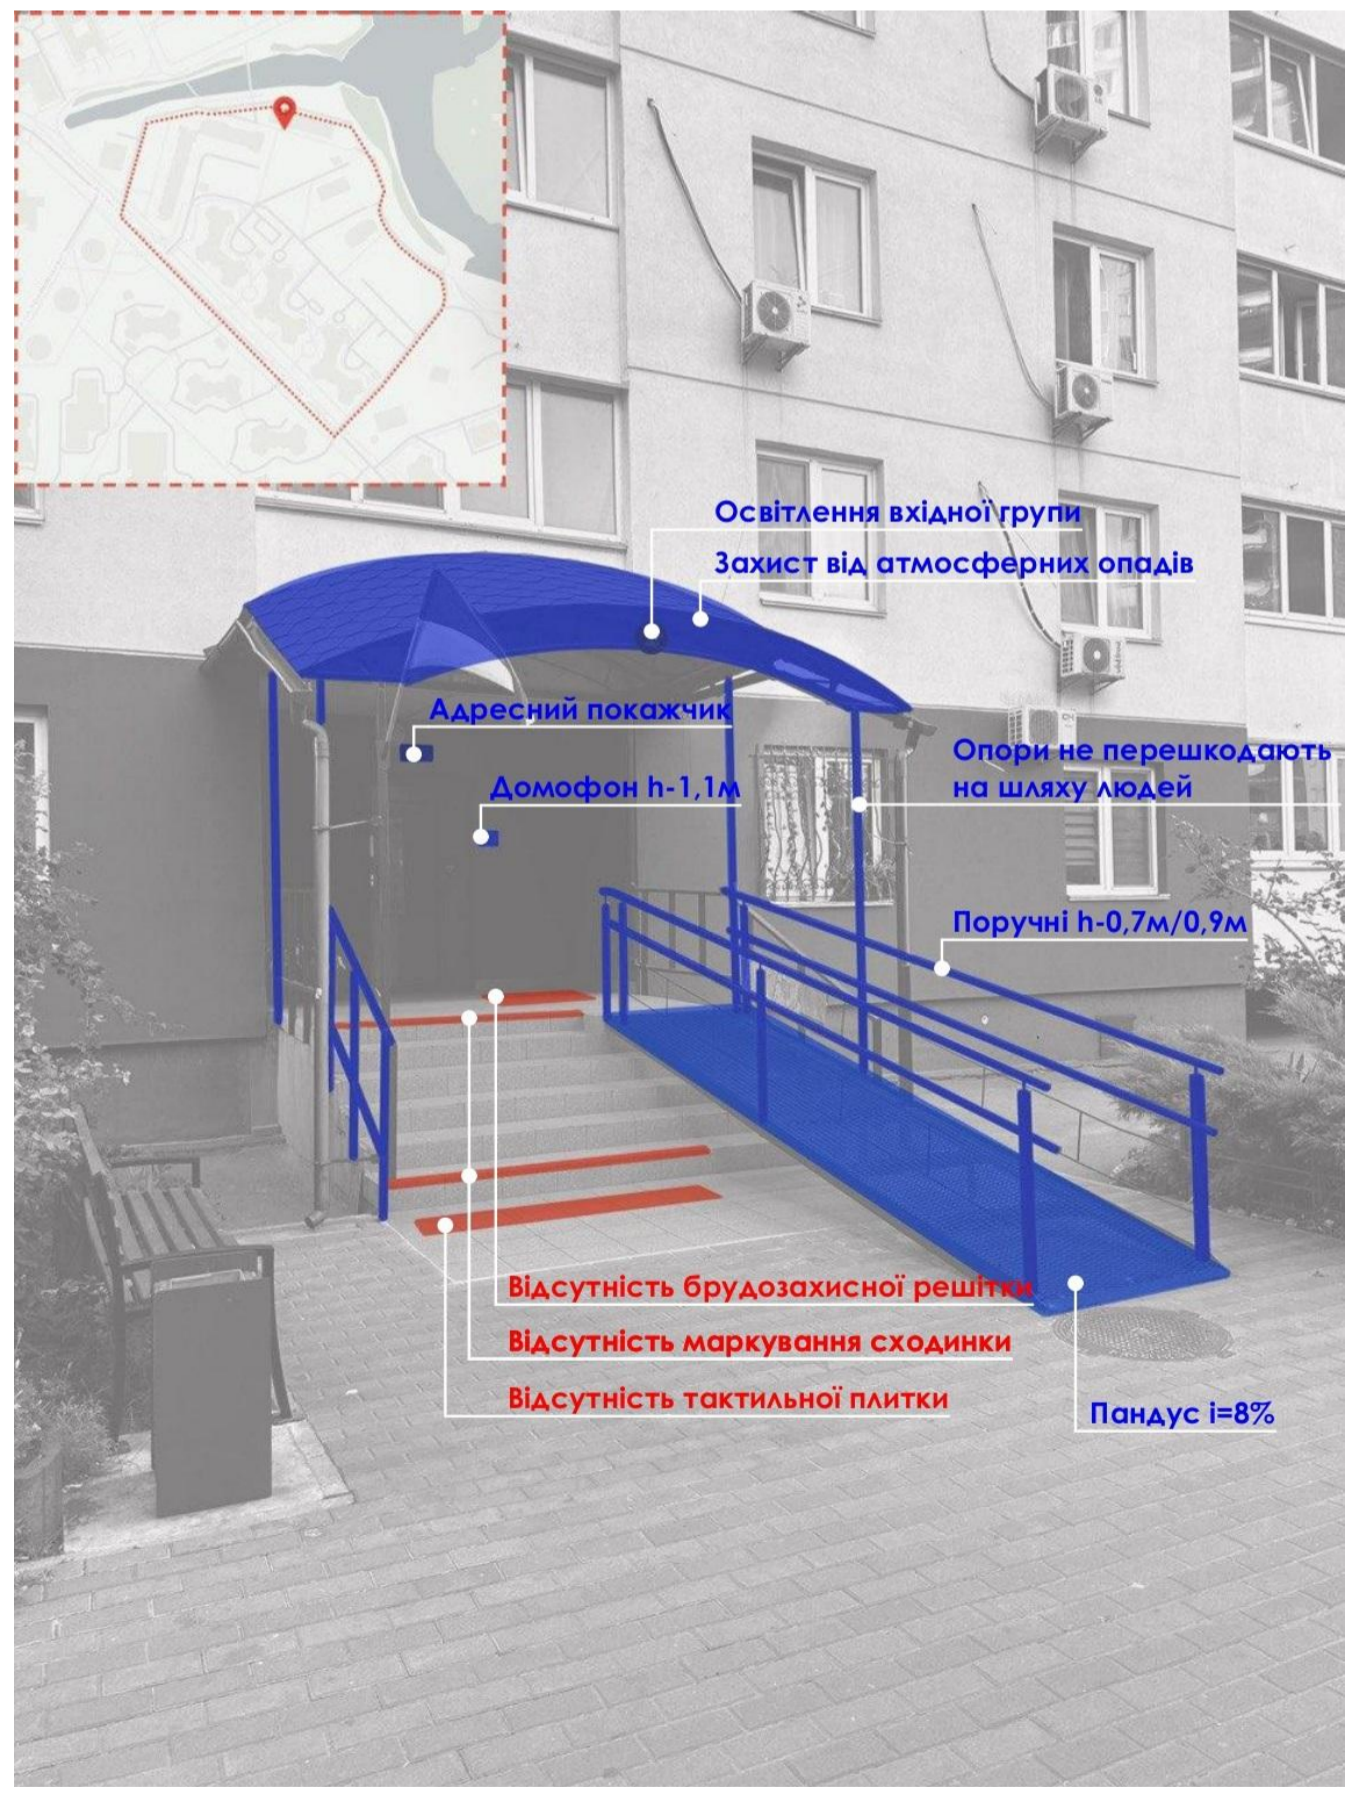 Освітлення вхідної групи
Захист від атмосферних опадів
Адресний покажчик
Опори не перешкодають
на шляху людей
Домофон h-1,1м
Поручні h-0,7м/0,9м
Відсутність брудозахисної решітки
Відсутність маркування сходинки
Відсутність тактильної плитки
Пандус і=8%